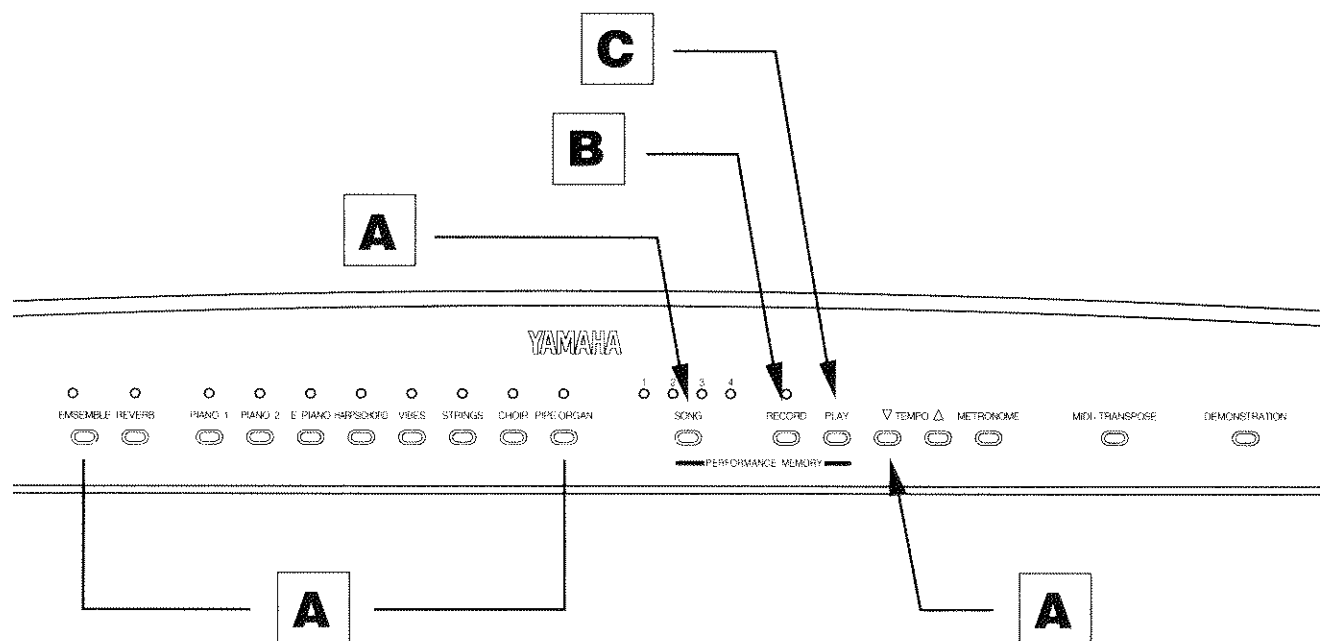 C
B
A
YAMAHA
1 2 3 4
ENSEMBLE REVERB PIANO 1 PIANO 2 E. PIANO HARPSICHORD VIBES STRINGS CHOIR PIPE ORGAN SONG RECORD PLAY ▽ TEMPO △ METRONOME MIDI·TRANSPOSE DEMONSTRATION
PERFORMANCE MEMORY
A A